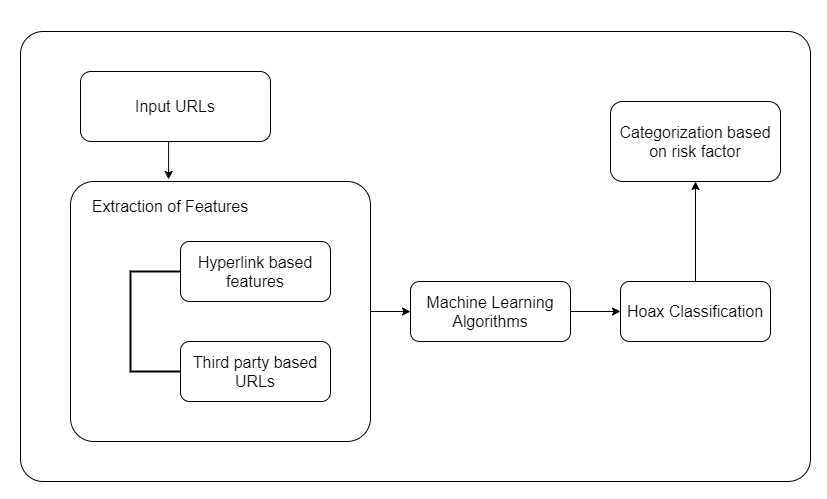 Input URLs
Extraction of Features
Hyperlink based
features
Third party based
URLs
Machine Learning
Algorithms
Hoax Classification
Categorization based
on risk factor